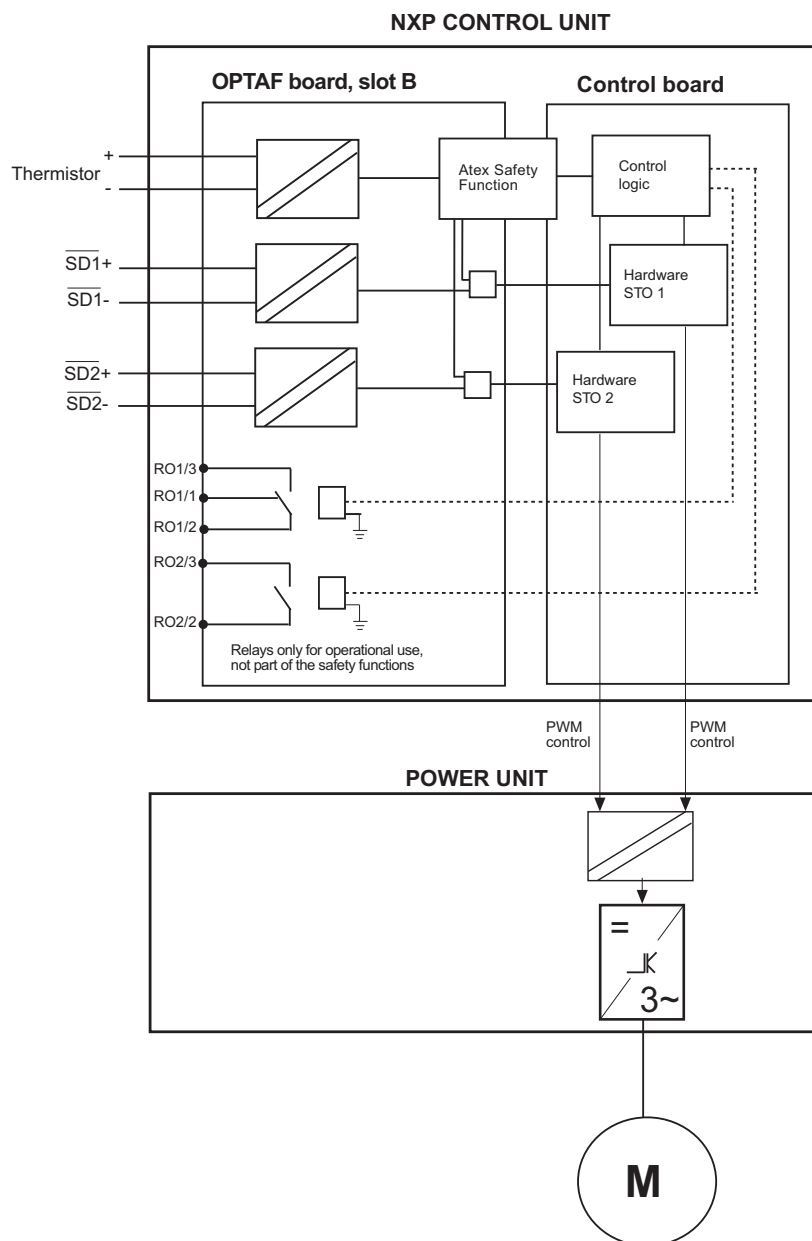 NXP CONTROL UNIT
OPTAF board, slot B
Control board
+
Thermistor
-
Atex Safety
Function
Control
logic
SD1+
SD1-
Hardware
STO 1
SD2+
SD2-
Hardware
STO 2
RO1/3
RO1/1
RO1/2
RO2/3
RO2/2
Relays only for operational use,
not part of the safety functions
PWM
control
PWM
control
POWER UNIT
=
3~
M